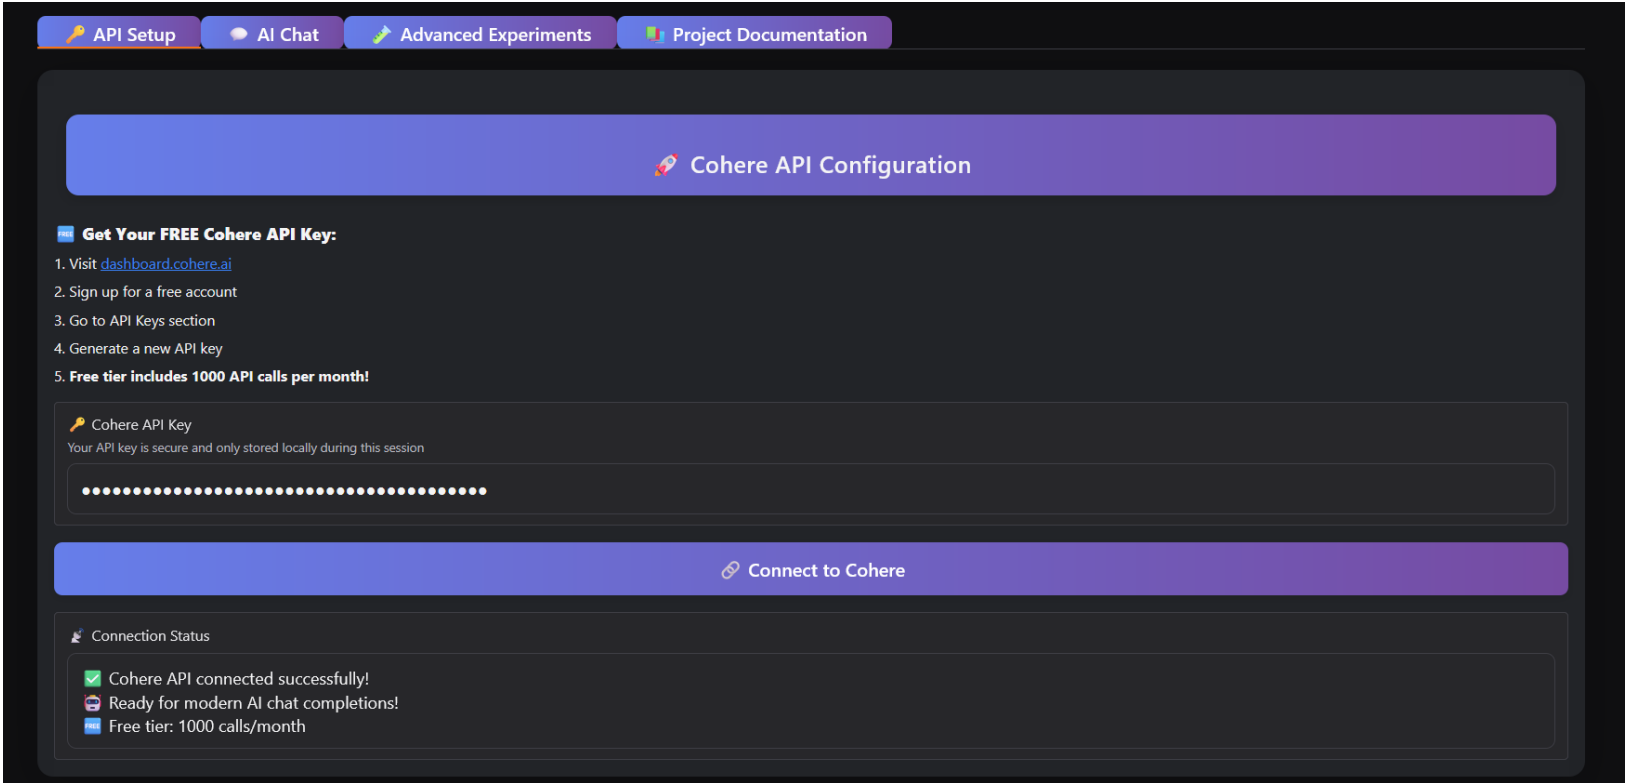 API Setup
AI Chat
Advanced Experiments
Project Documentation
Cohere API Configuration
FREE Get Your FREE Cohere API Key:
1. Visit dashboard.cohere.ai
2. Sign up for a free account
3. Go to API Keys section
4. Generate a new API key
5. Free tier includes 1000 API calls per month!
Cohere API Key
Your API key is secure and only stored locally during this session
••••••••••••••••••••••••••••••••••••••••
Connect to Cohere
Connection Status
Cohere API connected successfully!
Ready for modern AI chat completions!
FREE Free tier: 1000 calls/month